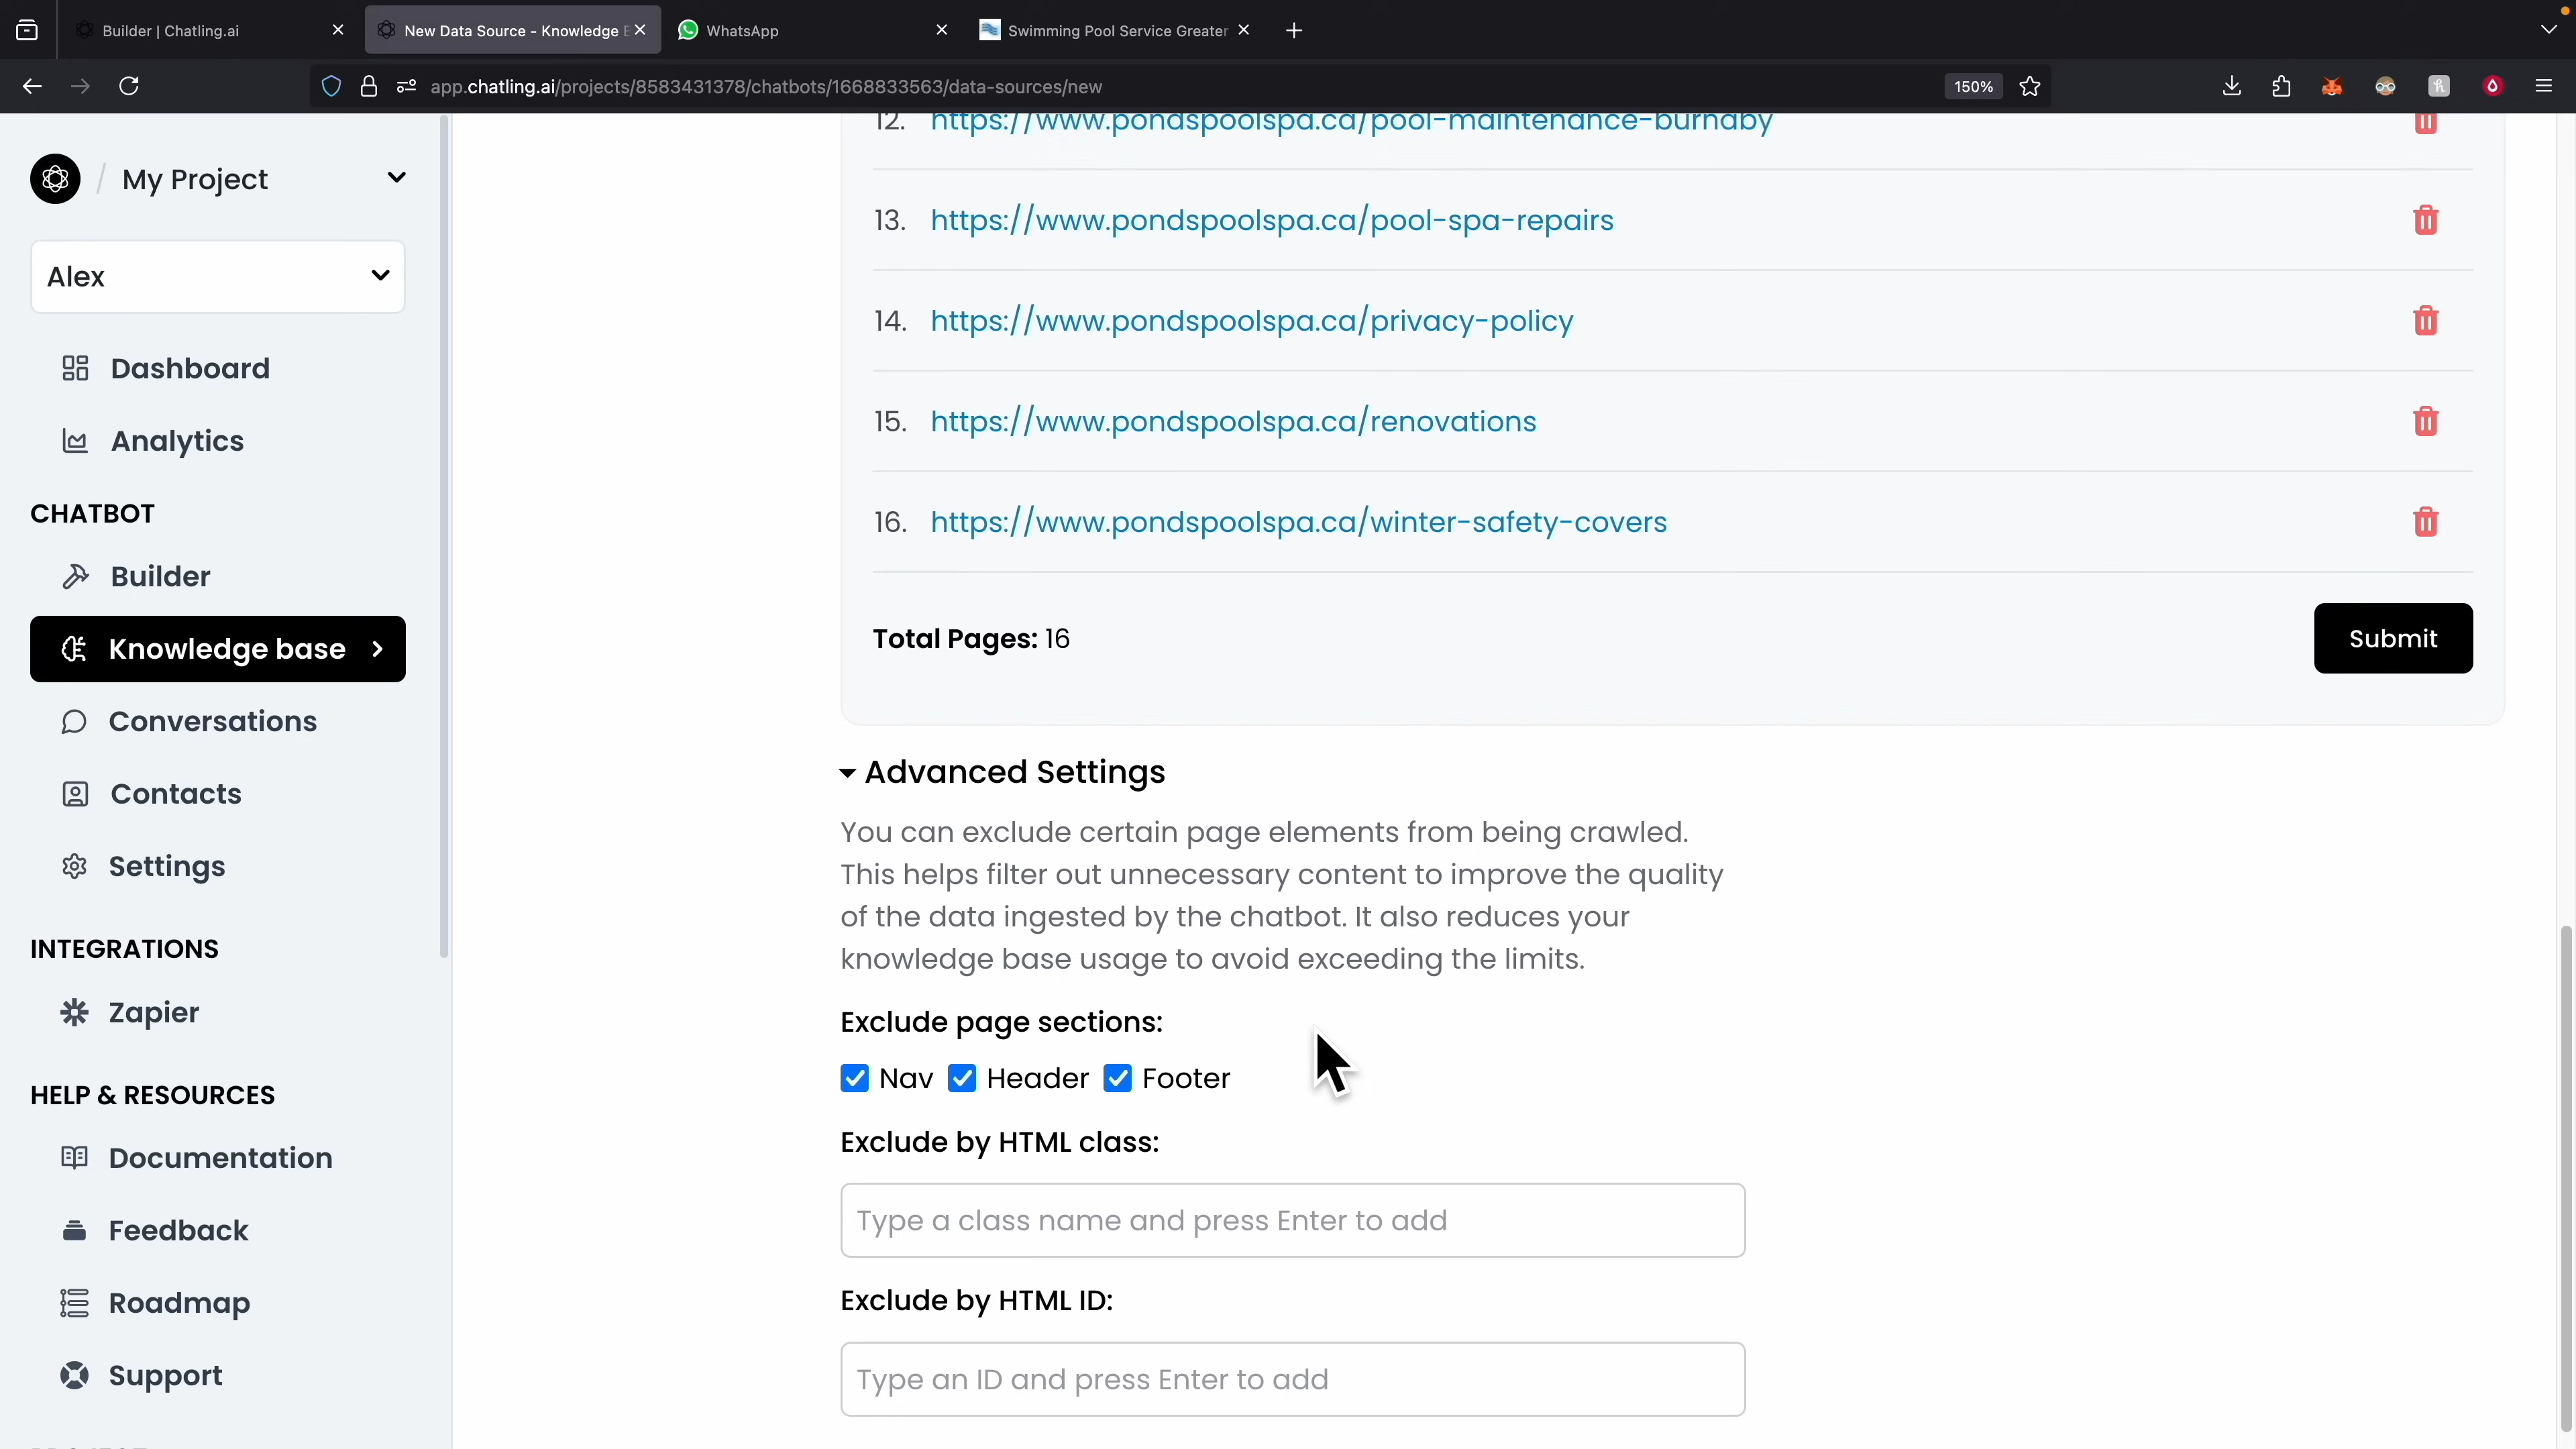 Builder | Chatling.ai
New Data Source - Knowledge
WhatsApp
Swimming Pool Service Greater
app.chatling.ai/projects/8583431378/chatbots/1668833563/data-sources/new
150%
/ My Project
Alex
Dashboard
Analytics
CHATBOT
Builder
Knowledge base
Conversations
Contacts
Settings
INTEGRATIONS
Zapier
HELP & RESOURCES
Documentation
Feedback
Roadmap
Support
12. https://www.pondspoolspa.ca/pool-maintenance-burnaby
13. https://www.pondspoolspa.ca/pool-spa-repairs
14. https://www.pondspoolspa.ca/privacy-policy
15. https://www.pondspoolspa.ca/renovations
16. https://www.pondspoolspa.ca/winter-safety-covers
Total Pages: 16
Submit
Advanced Settings
You can exclude certain page elements from being crawled.
This helps filter out unnecessary content to improve the quality
of the data ingested by the chatbot. It also reduces your
knowledge base usage to avoid exceeding the limits.
Exclude page sections:
Nav Header Footer
Exclude by HTML class:
Type a class name and press Enter to add
Exclude by HTML ID:
Type an ID and press Enter to add